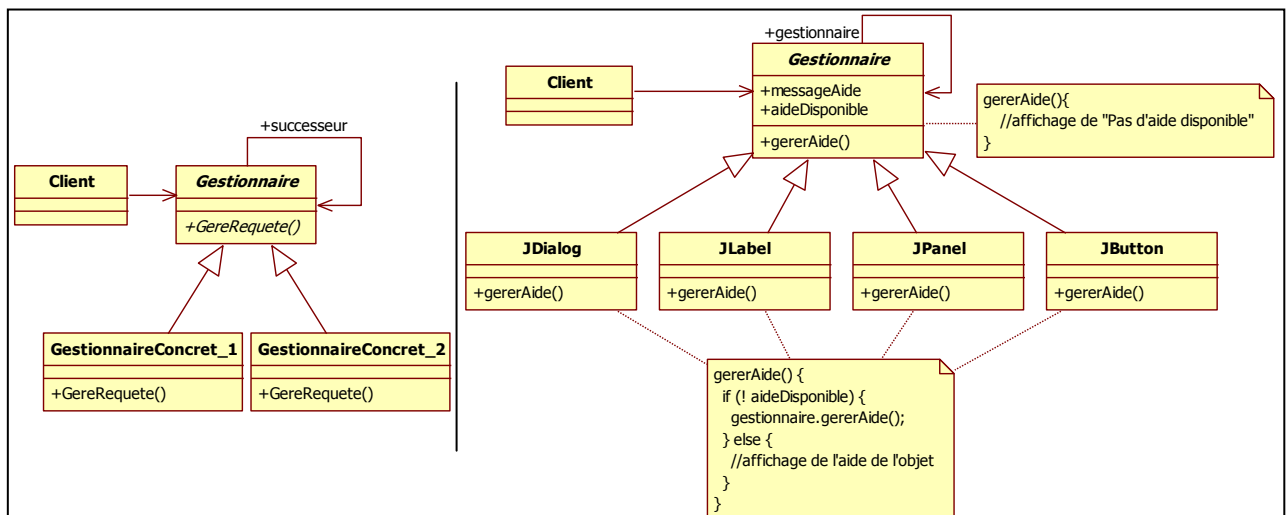 +successeur
Client
Gestionnaire
+GereRequete()
GestionnaireConcret_1
+GereRequete()
GestionnaireConcret_2
+GereRequete()
+gestionnaire
Client
Gestionnaire
+messageAide
+aideDisponible
+gererAide()
gererAide(){
//affichage de "Pas d'aide disponible"
}
JDialog
+gererAide()
JLabel
+gererAide()
JPanel
+gererAide()
JButton
+gererAide()
gererAide() {
if (! aideDisponible) {
gestionnaire.gererAide();
} else {
//affichage de l'aide de l'objet
}
}